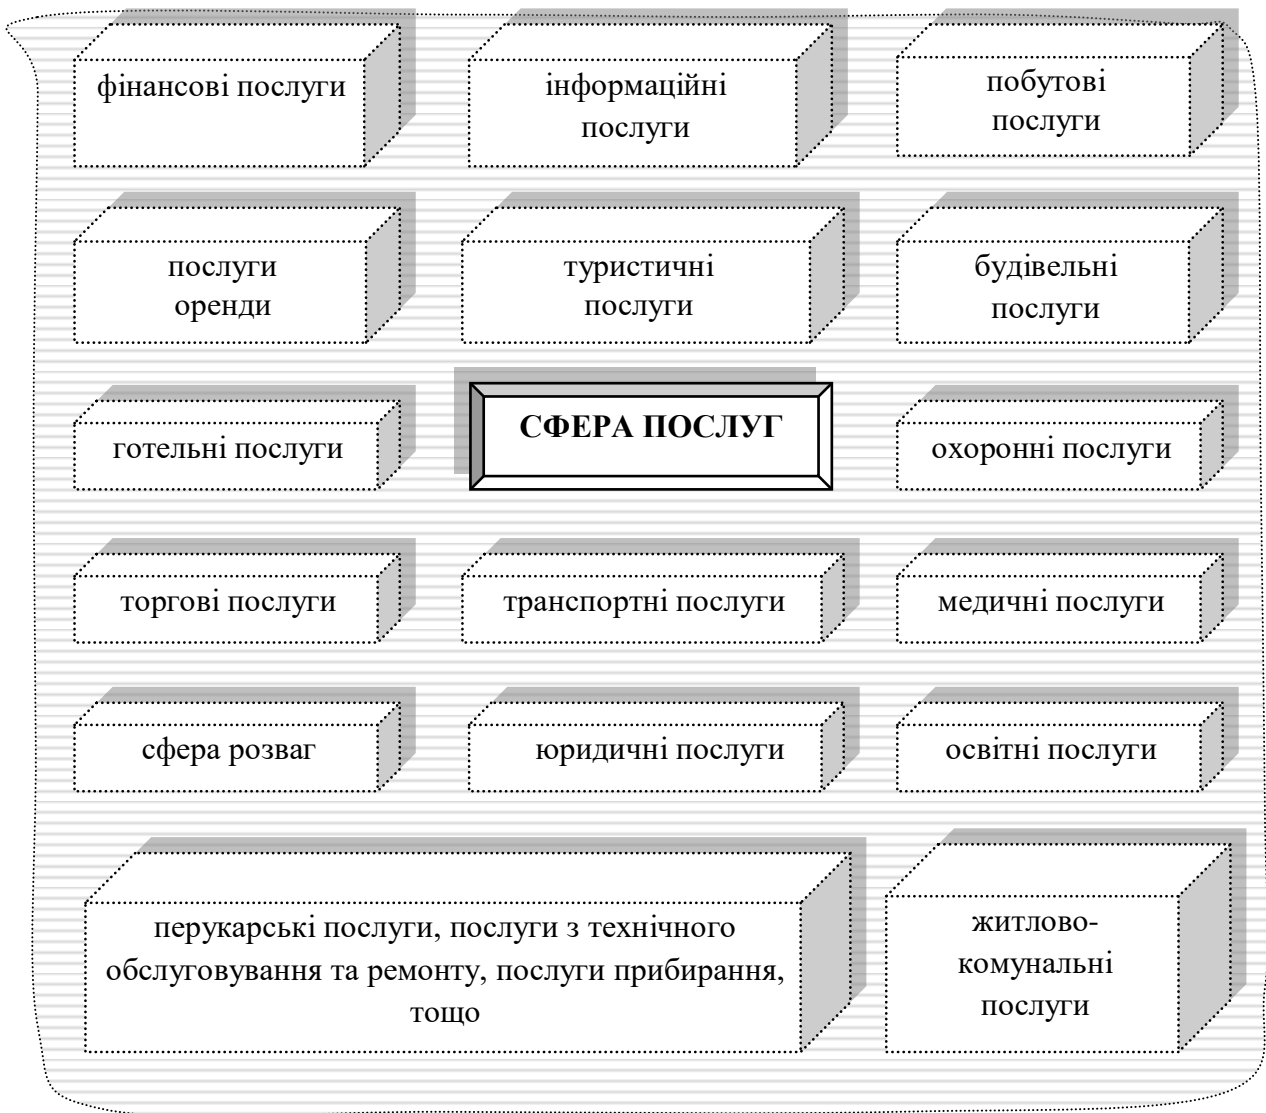 фінансові послуги
інформаційні
послуги
побутові
послуги
послуги
оренди
туристичні
послуги
будівельні
послуги
готельні послуги
СФЕРА ПОСЛУГ
охоронні послуги
торгові послуги
транспортні послуги
медичні послуги
сфера розваг
юридичні послуги
освітні послуги
перукарські послуги, послуги з технічного
обслуговування та ремонту, послуги прибирання,
тощо
житлово-
комунальні
послуги